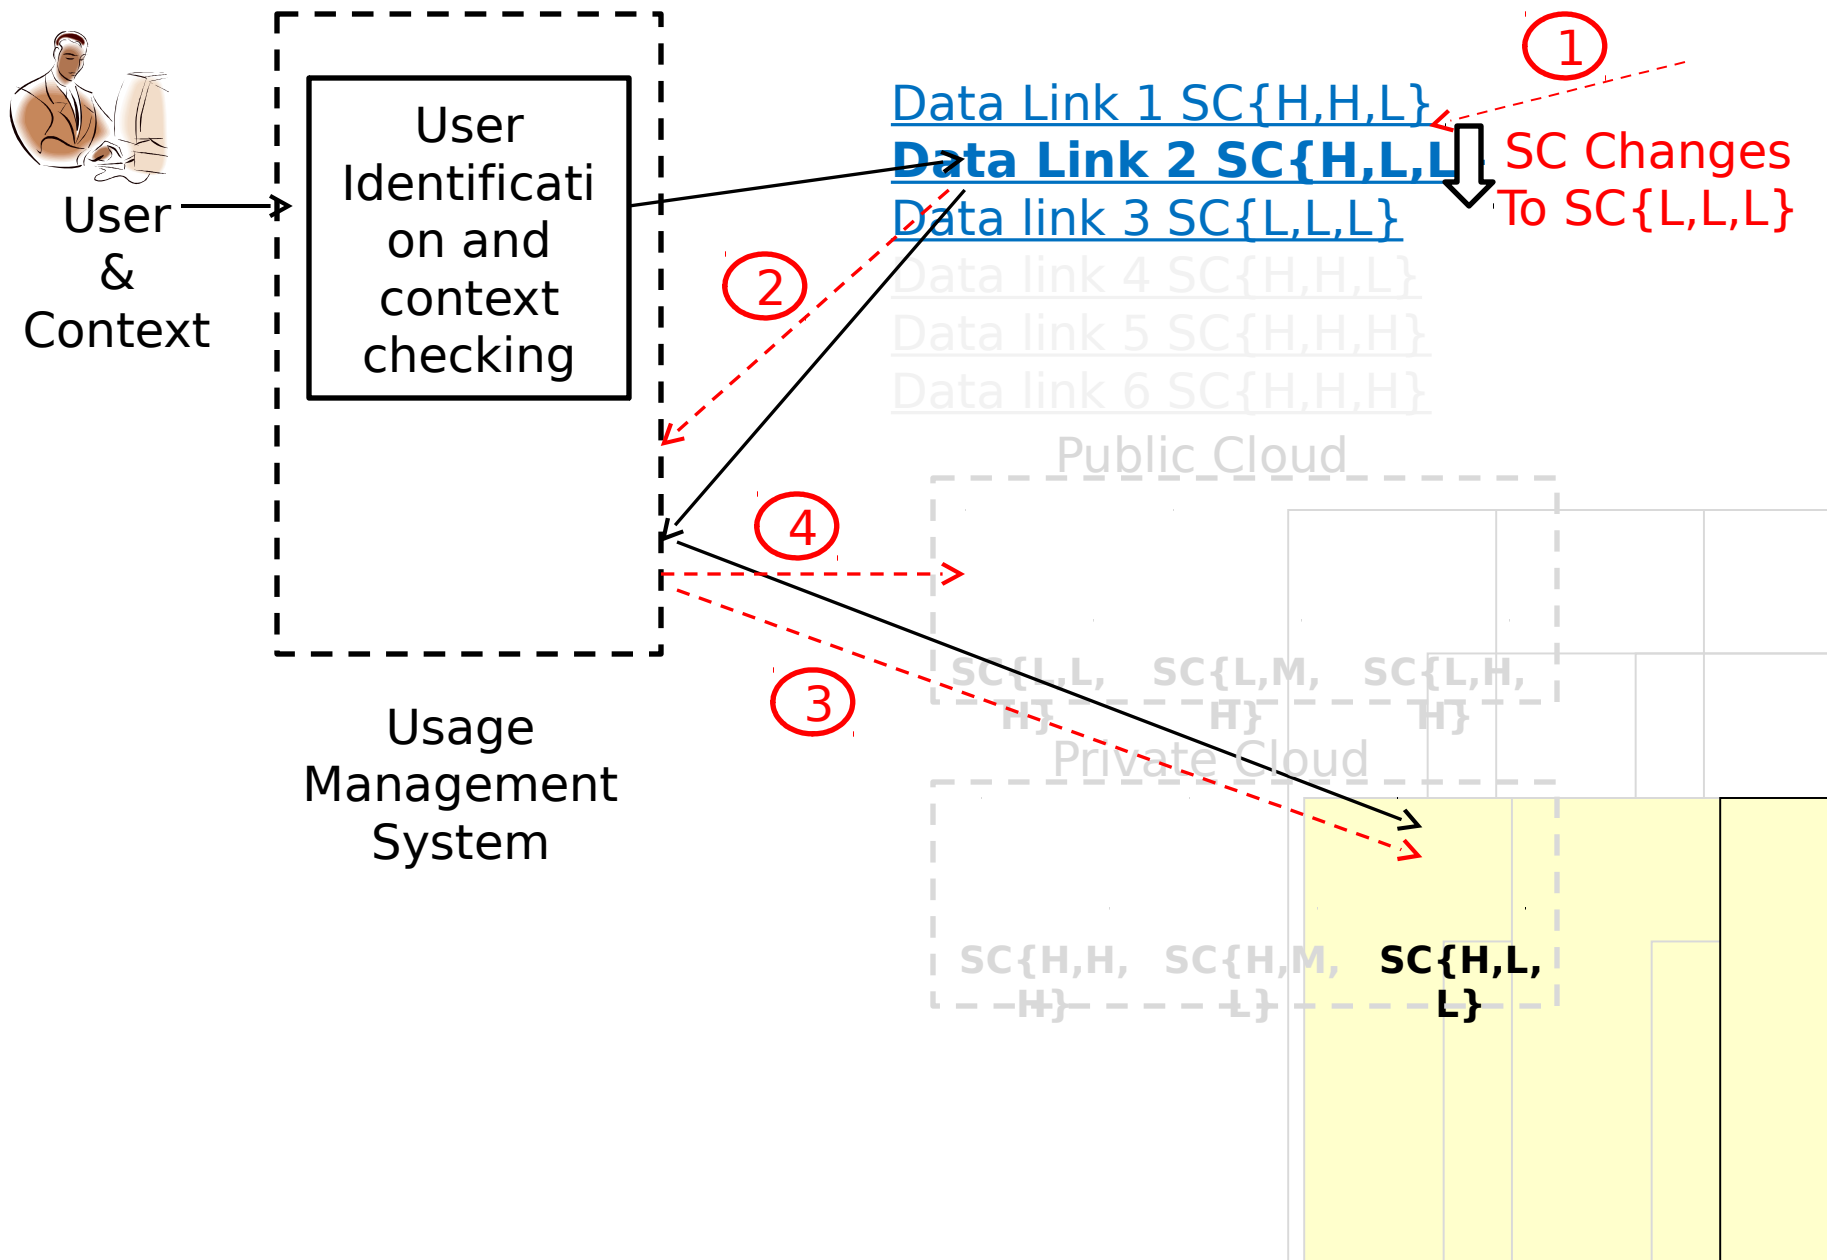 User
&
Context
User
Identificati
on and
context
checking
Usage
Management
System
Data Link 1 SC{H,H,L}
Data Link 2 SC{H,L,L}
Data link 3 SC{L,L,L}
Data link 4 SC{H,H,L}
Data link 5 SC{H,H,H}
Data link 6 SC{H,H,H}
1
SC Changes
To SC{L,L,L}
2
4
3
Public Cloud
SC{L,L,
H}
SC{L,M,
H}
SC{L,H,
H}
Private Cloud
SC{H,H,
H}
SC{H,M,
L}
SC{H,L,
L}